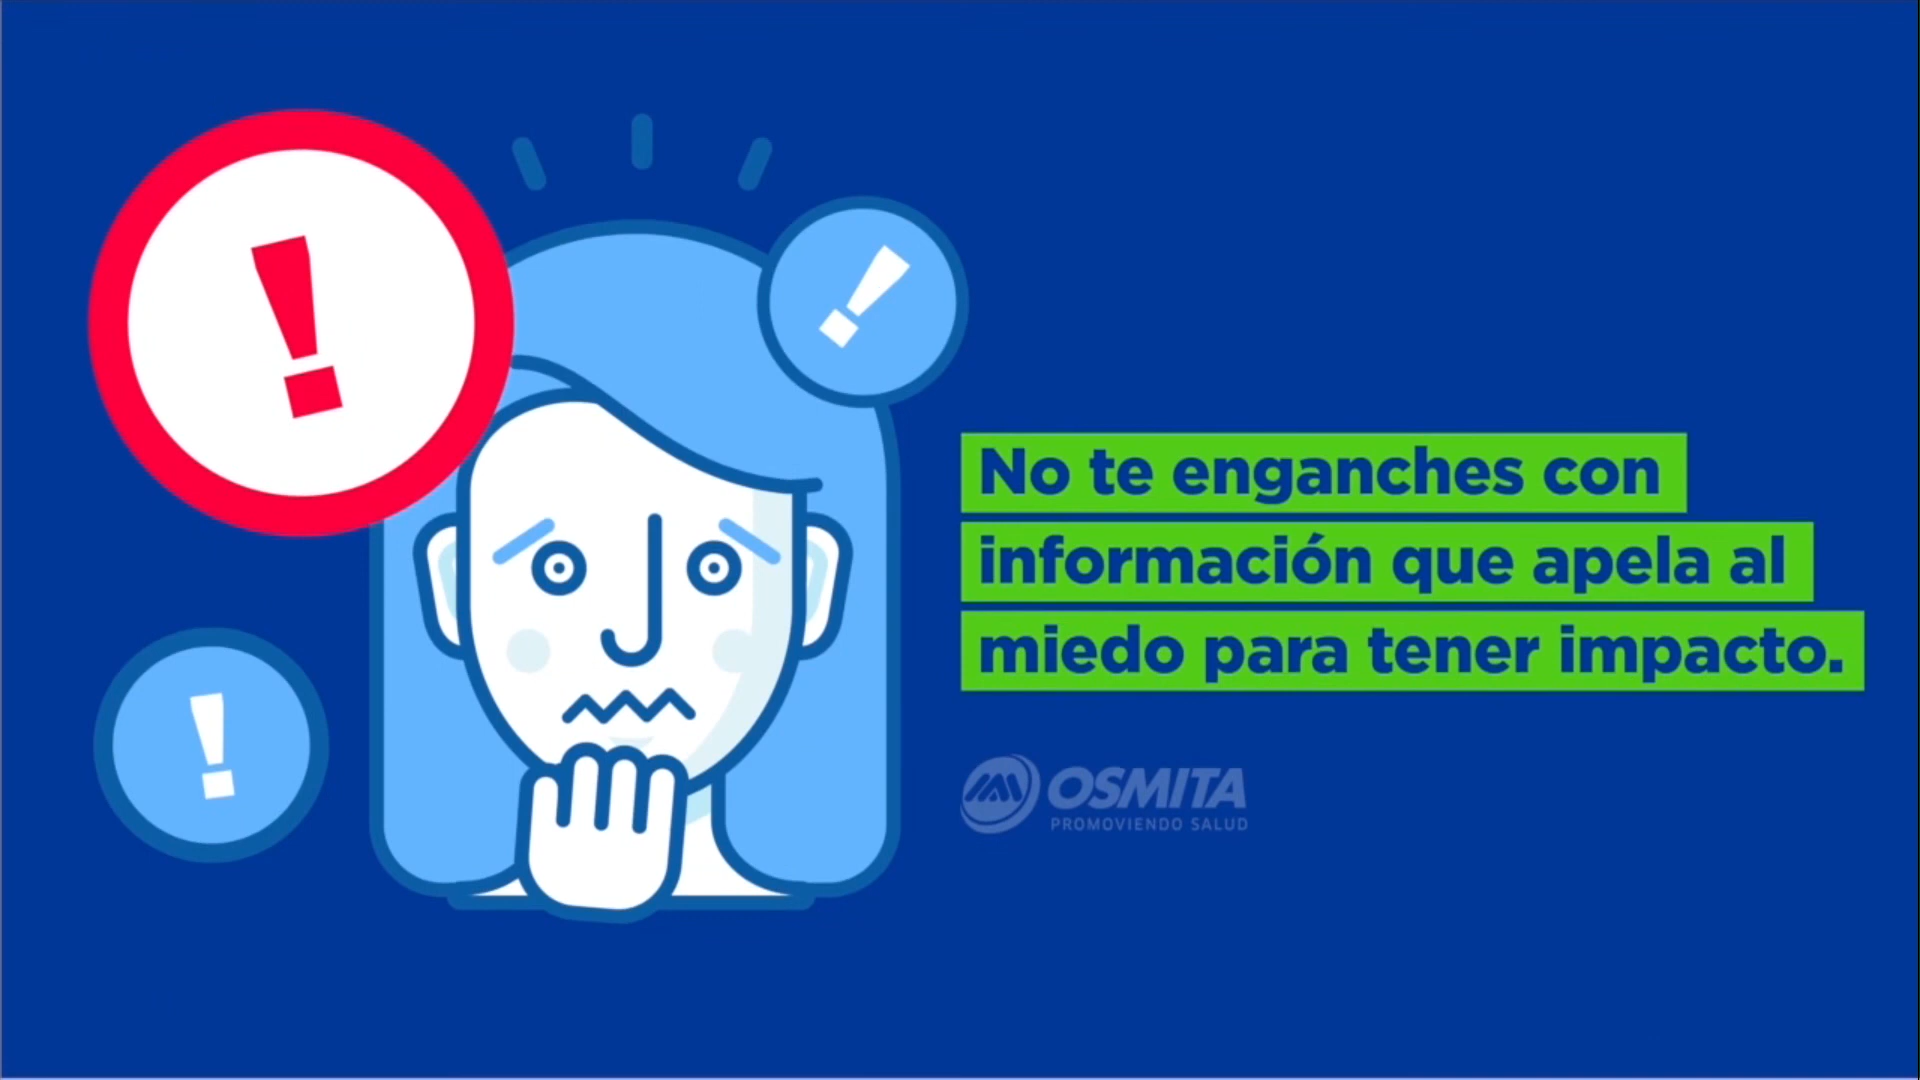 !
!
!
No te enganches con
información que apela al
miedo para tener impacto.
OSMITA
PROMOVIENDO SALUD